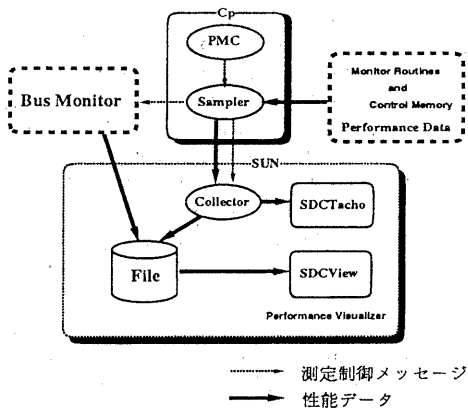 Cp
PMC
Sampler
Bus Monitor
Monitor Routines
and
Control Memory
Performance Data
SUN
Collector
SDCTacho
File
SDCView
Performance Visualizer
測定制御メッセージ
性能データ